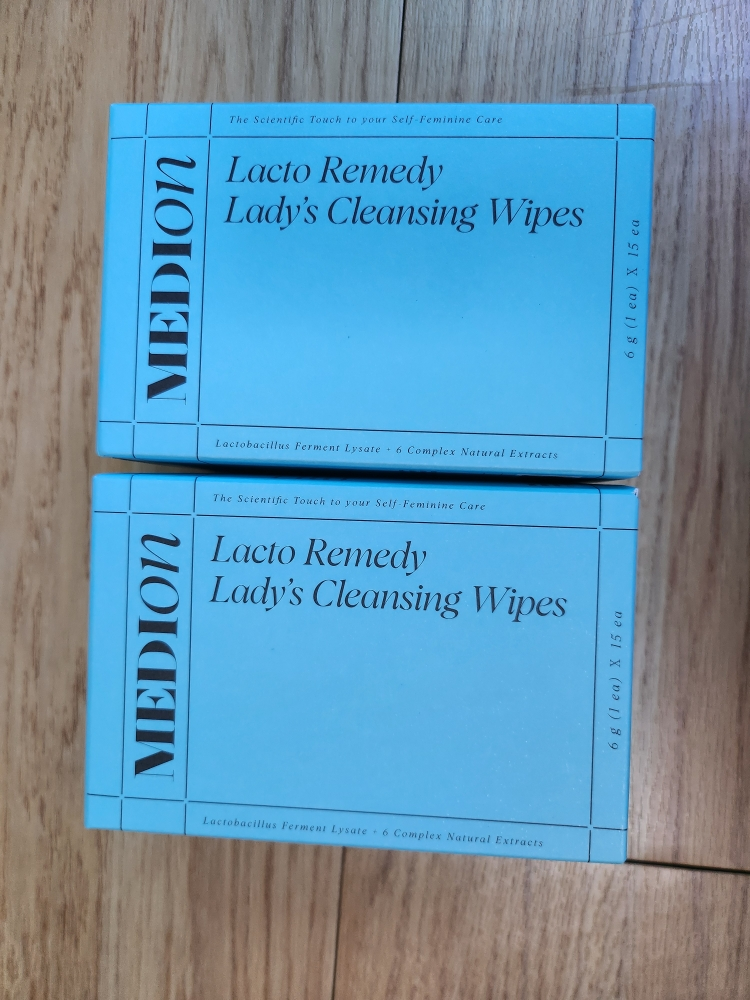 The Scientific Touch to your Self-Feminine Care
MEDION
Lacto Remedy
Lady's Cleansing Wipes
6 g (1 ea) X 15 ea
Lactobacillus Ferment Lysate + 6 Complex Natural Extracts
The Scientific Touch to your Self-Feminine Care
MEDION
Lacto Remedy
Lady's Cleansing Wipes
6 g (1 ea) X 15 ea
Lactobacillus Ferment Lysate + 6 Complex Natural Extracts